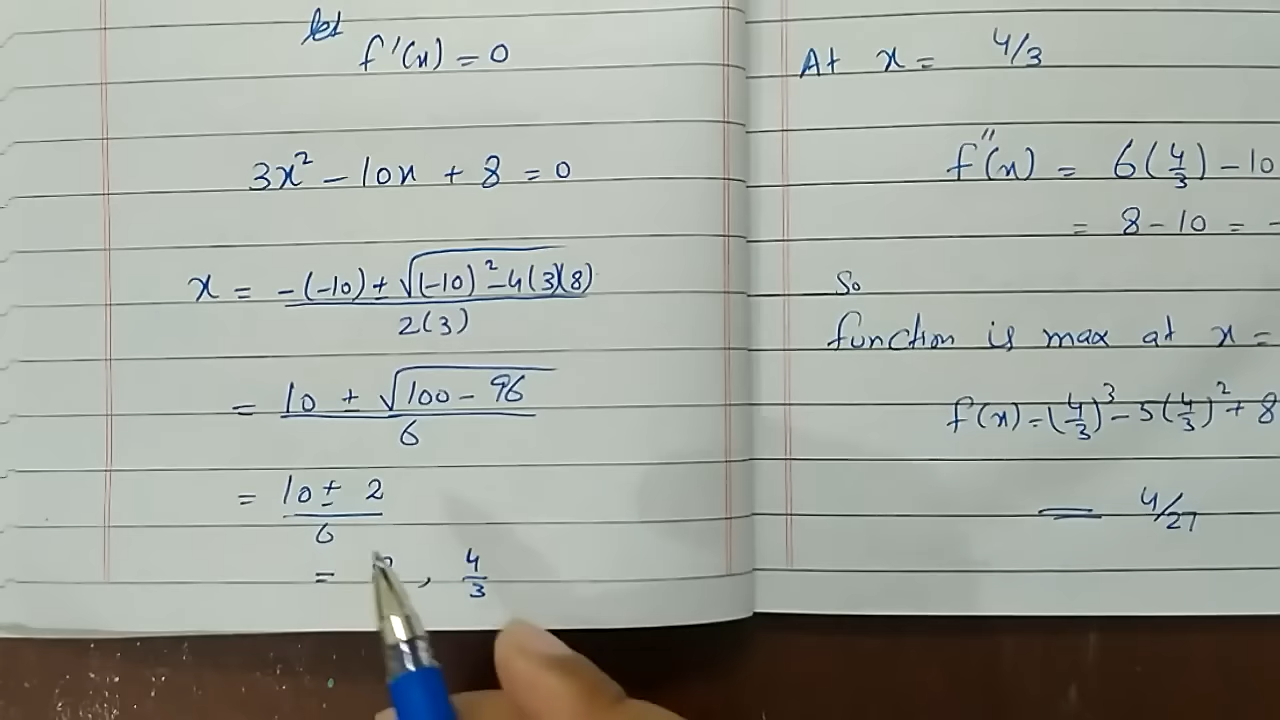 let
f'(x) = 0
3x² - 10x + 8 = 0
x = -(-10) ± √(-10)² - 4(3)(8)
2(3)
= 10 ± √100 - 96
6
= 10 ± 2
6
= , 4/3
At x = 4/3
f''(x) = 6(4/3) - 10
= 8 - 10 = -
So
function is max at x =
f(x) = (4/3)³ - 5(4/3)² + 8
= 4/27